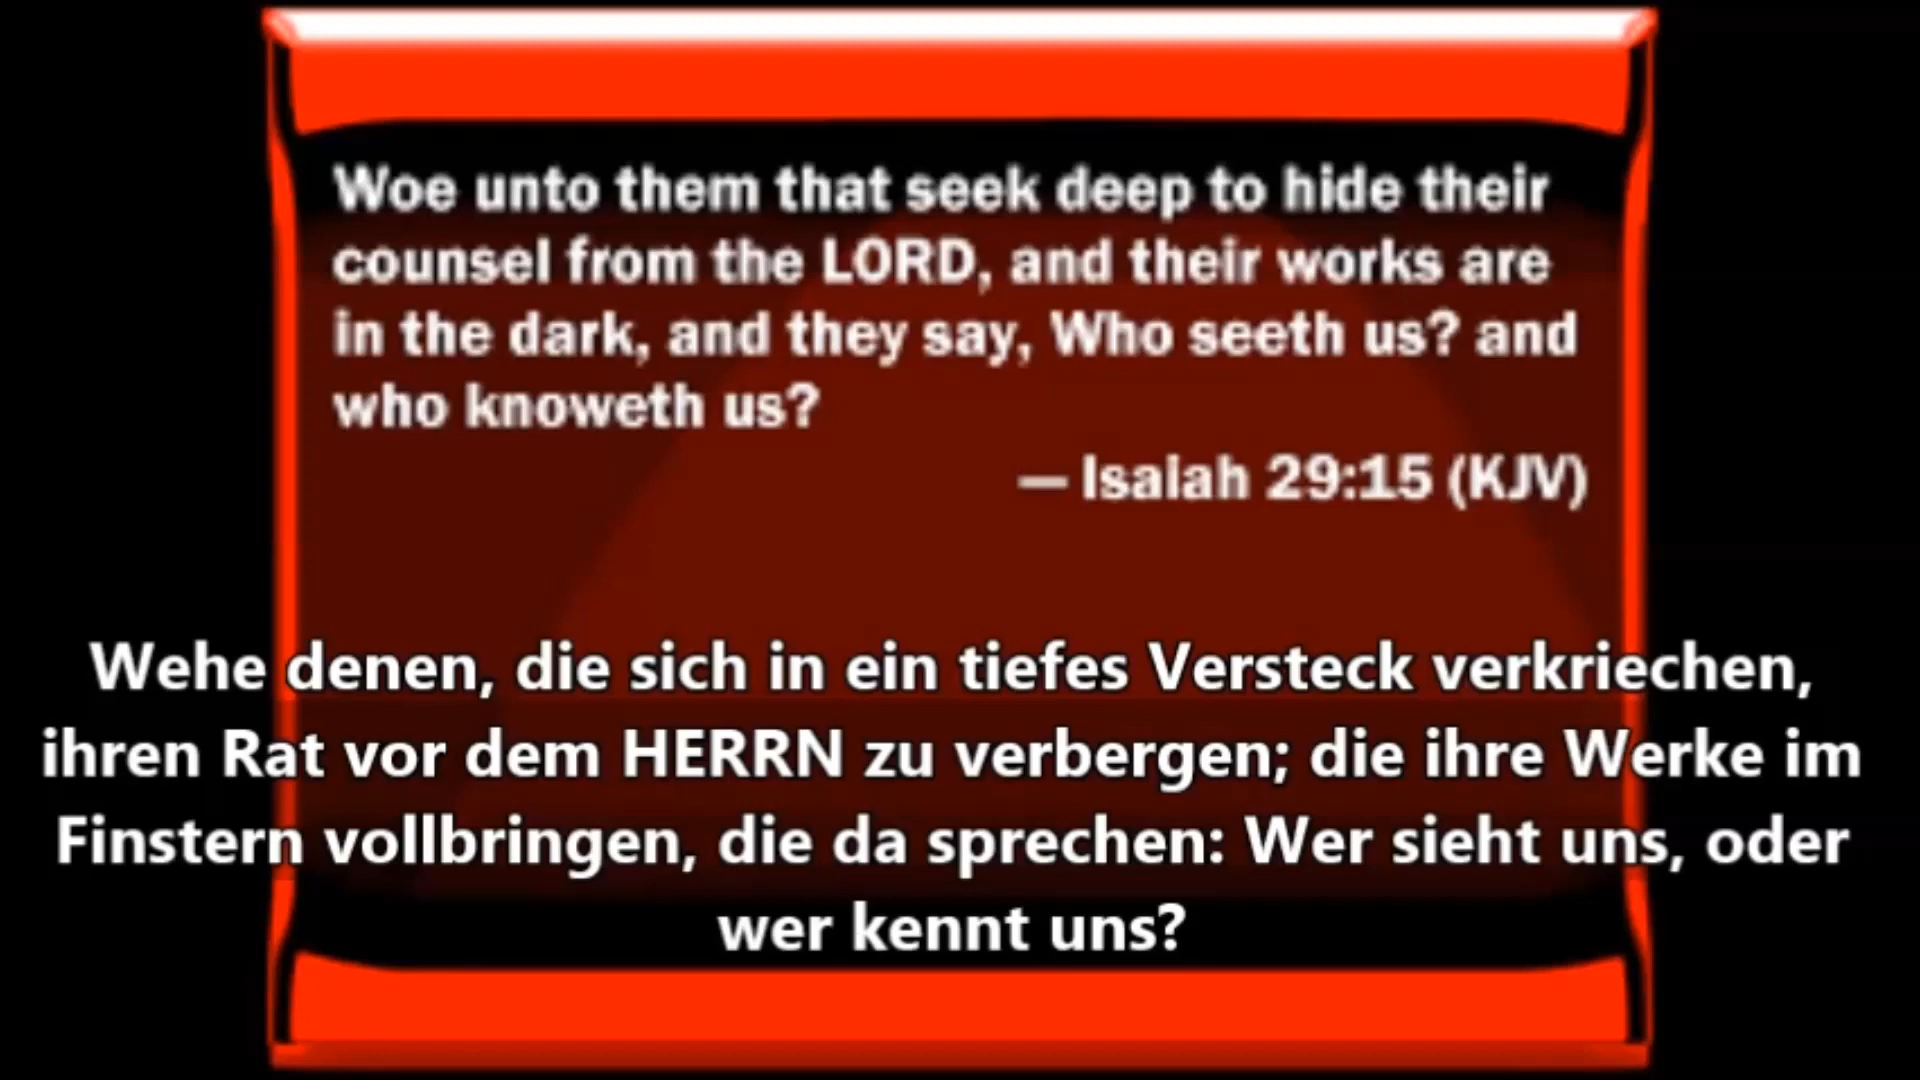 Woe unto them that seek deep to hide their
counsel from the LORD, and their works are
in the dark, and they say, Who seeth us? and
who knoweth us?
— Isaiah 29:15 (KJV)
Wehe denen, die sich in ein tiefes Versteck verkriechen,
ihren Rat vor dem HERRN zu verbergen; die ihre Werke im
Finstern vollbringen, die da sprechen: Wer sieht uns, oder
wer kennt uns?